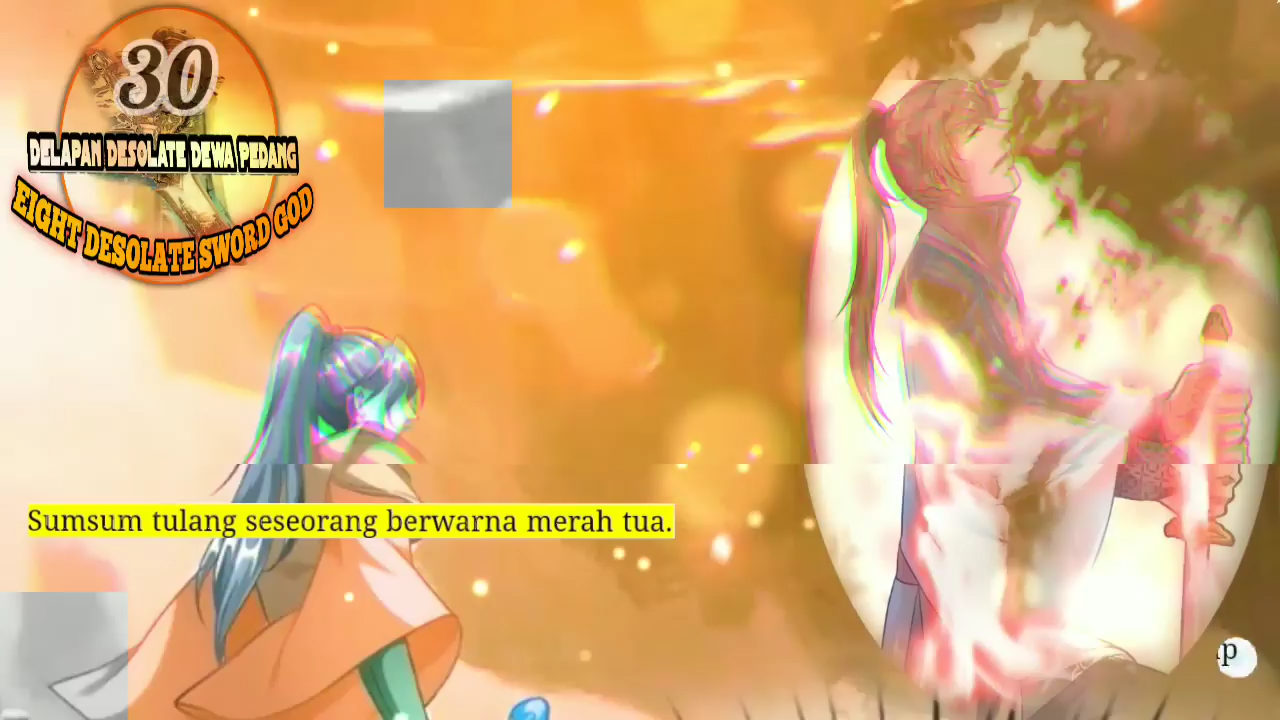 30
DELAPAN DESOLATE DEWA PEDANG
EIGHT DESOLATE SWORD GOD
Sumsum tulang seseorang berwarna merah tua.
p